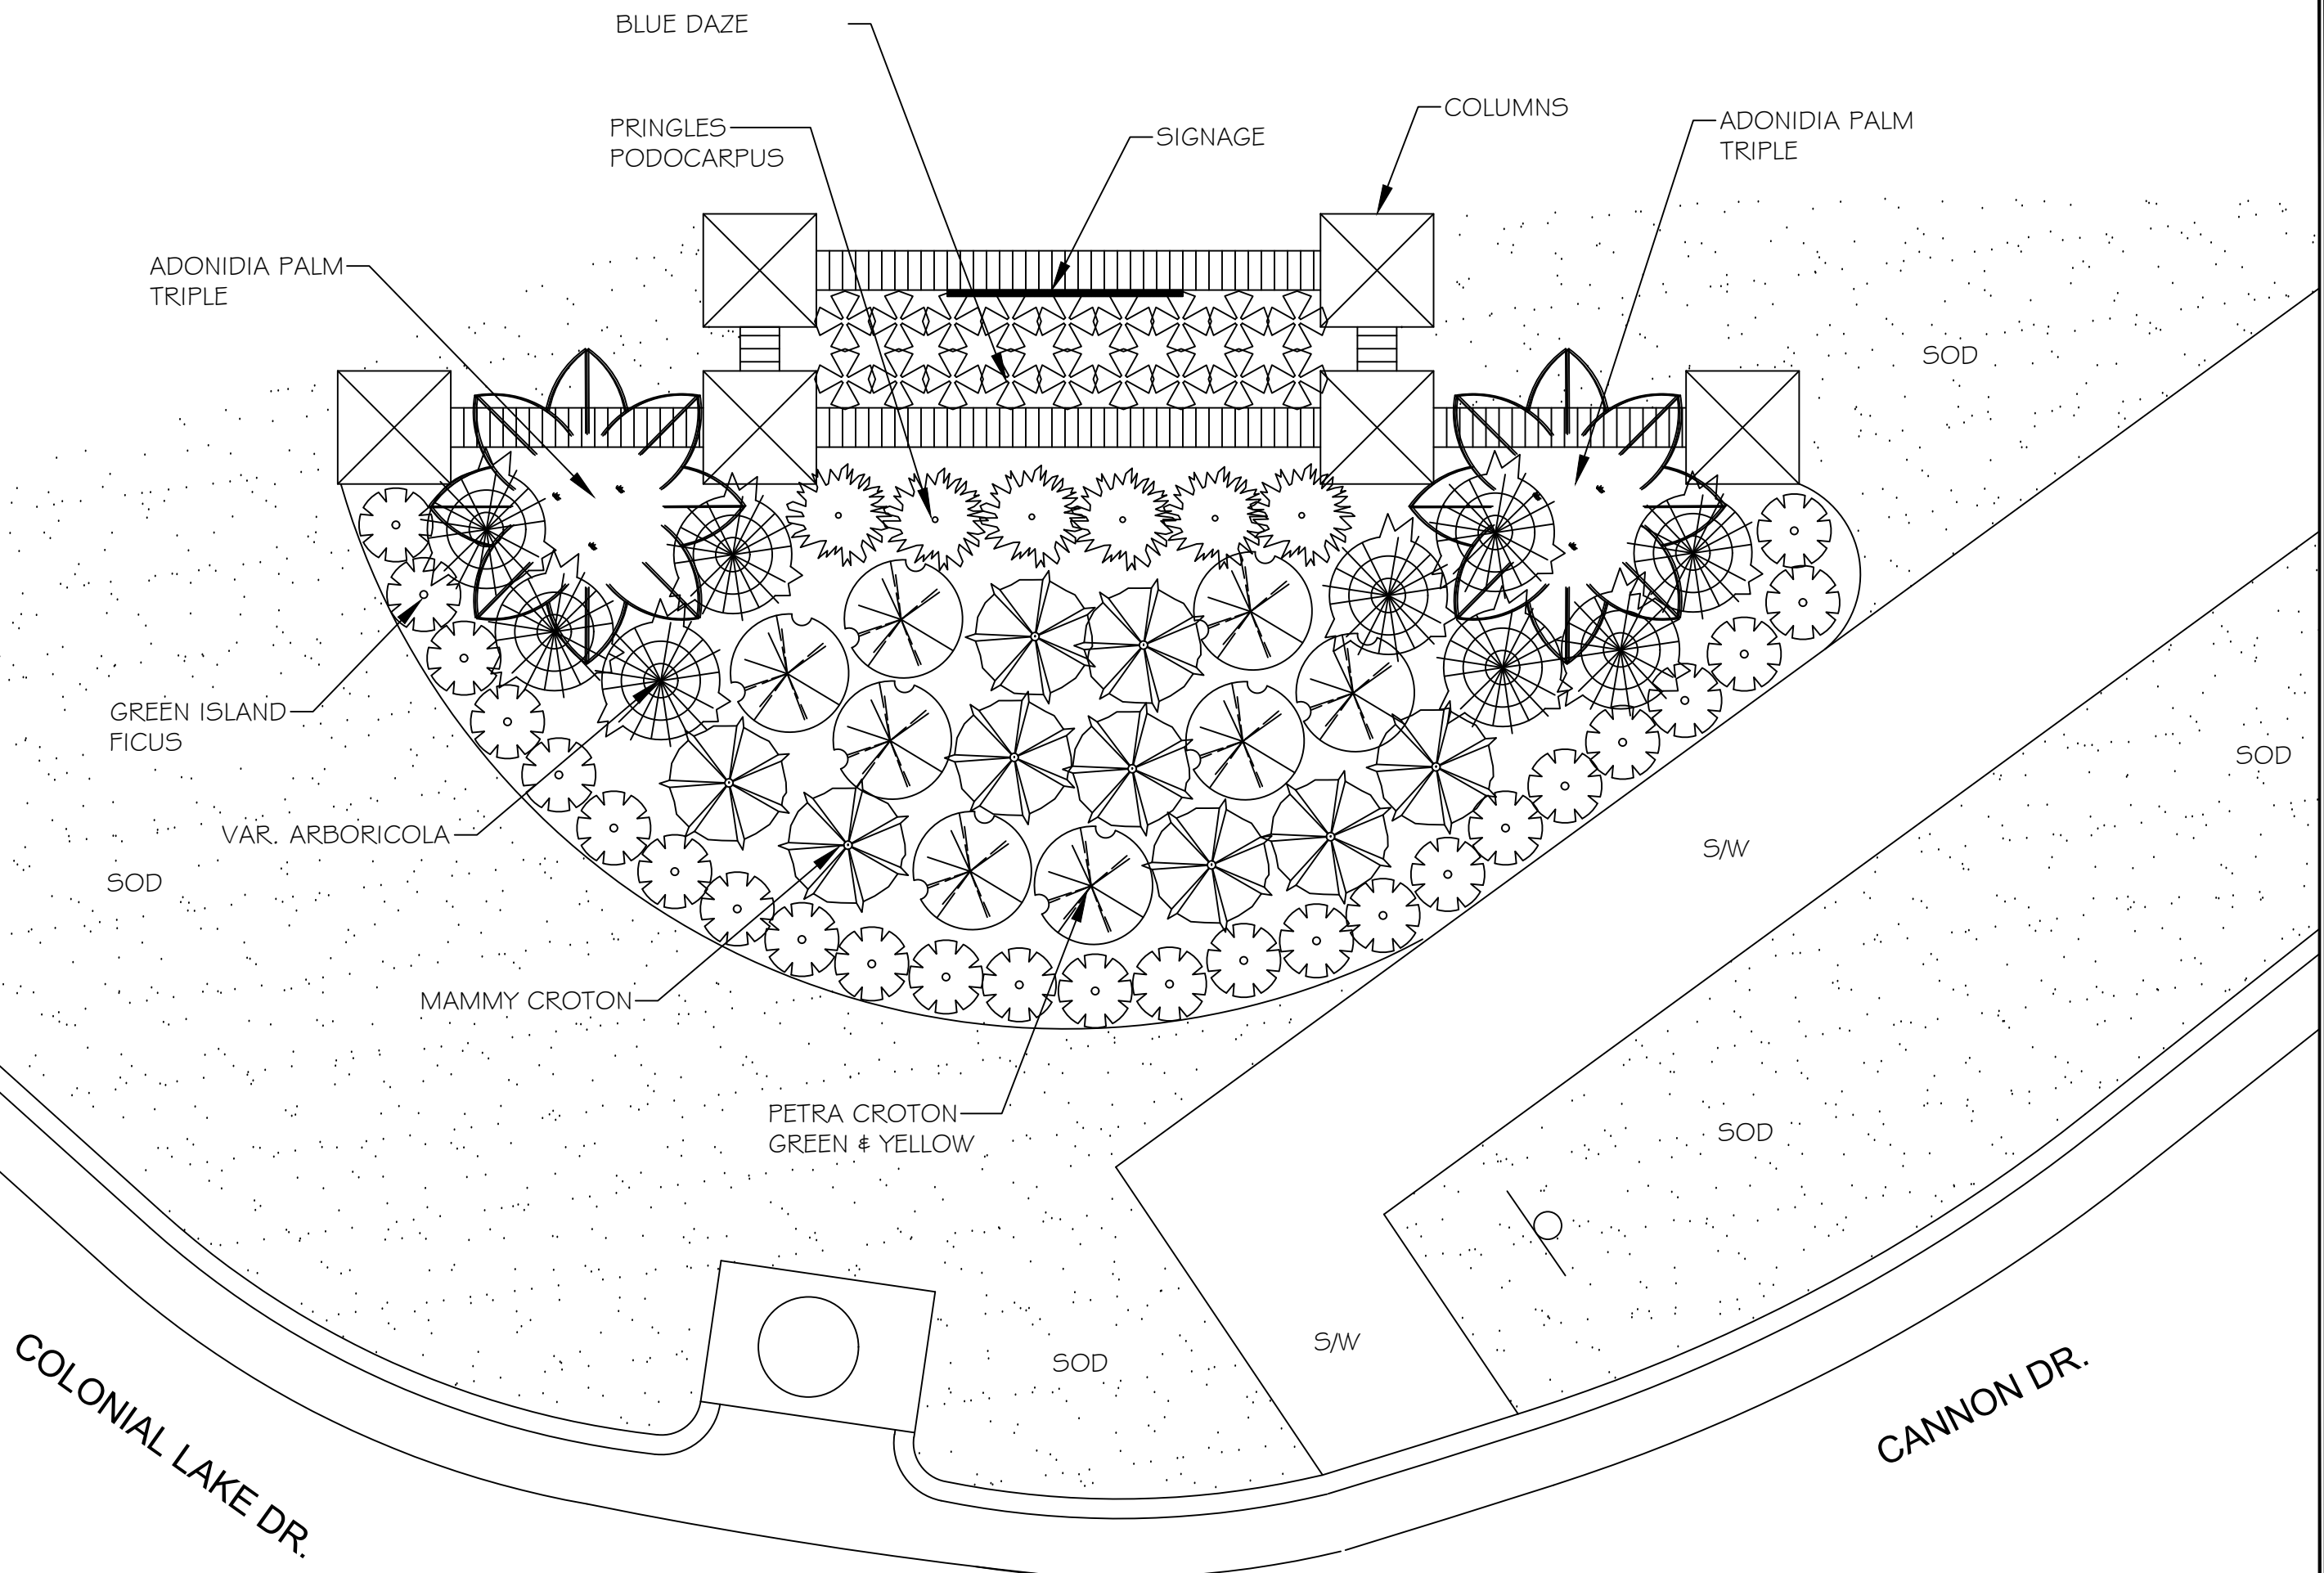 BLUE DAZE
COLUMNS
ADONIDIA PALM
TRIPLE
PRINGLES
PODOCARPUS
SIGNAGE
ADONIDIA PALM
TRIPLE
SOD
GREEN ISLAND
FICUS
SOD
VAR. ARBORICOLA
S/W
SOD
MAMMY CROTON
PETRA CROTON
GREEN & YELLOW
SOD
S/W
SOD
COLONIAL LAKE DR.
CANNON DR.